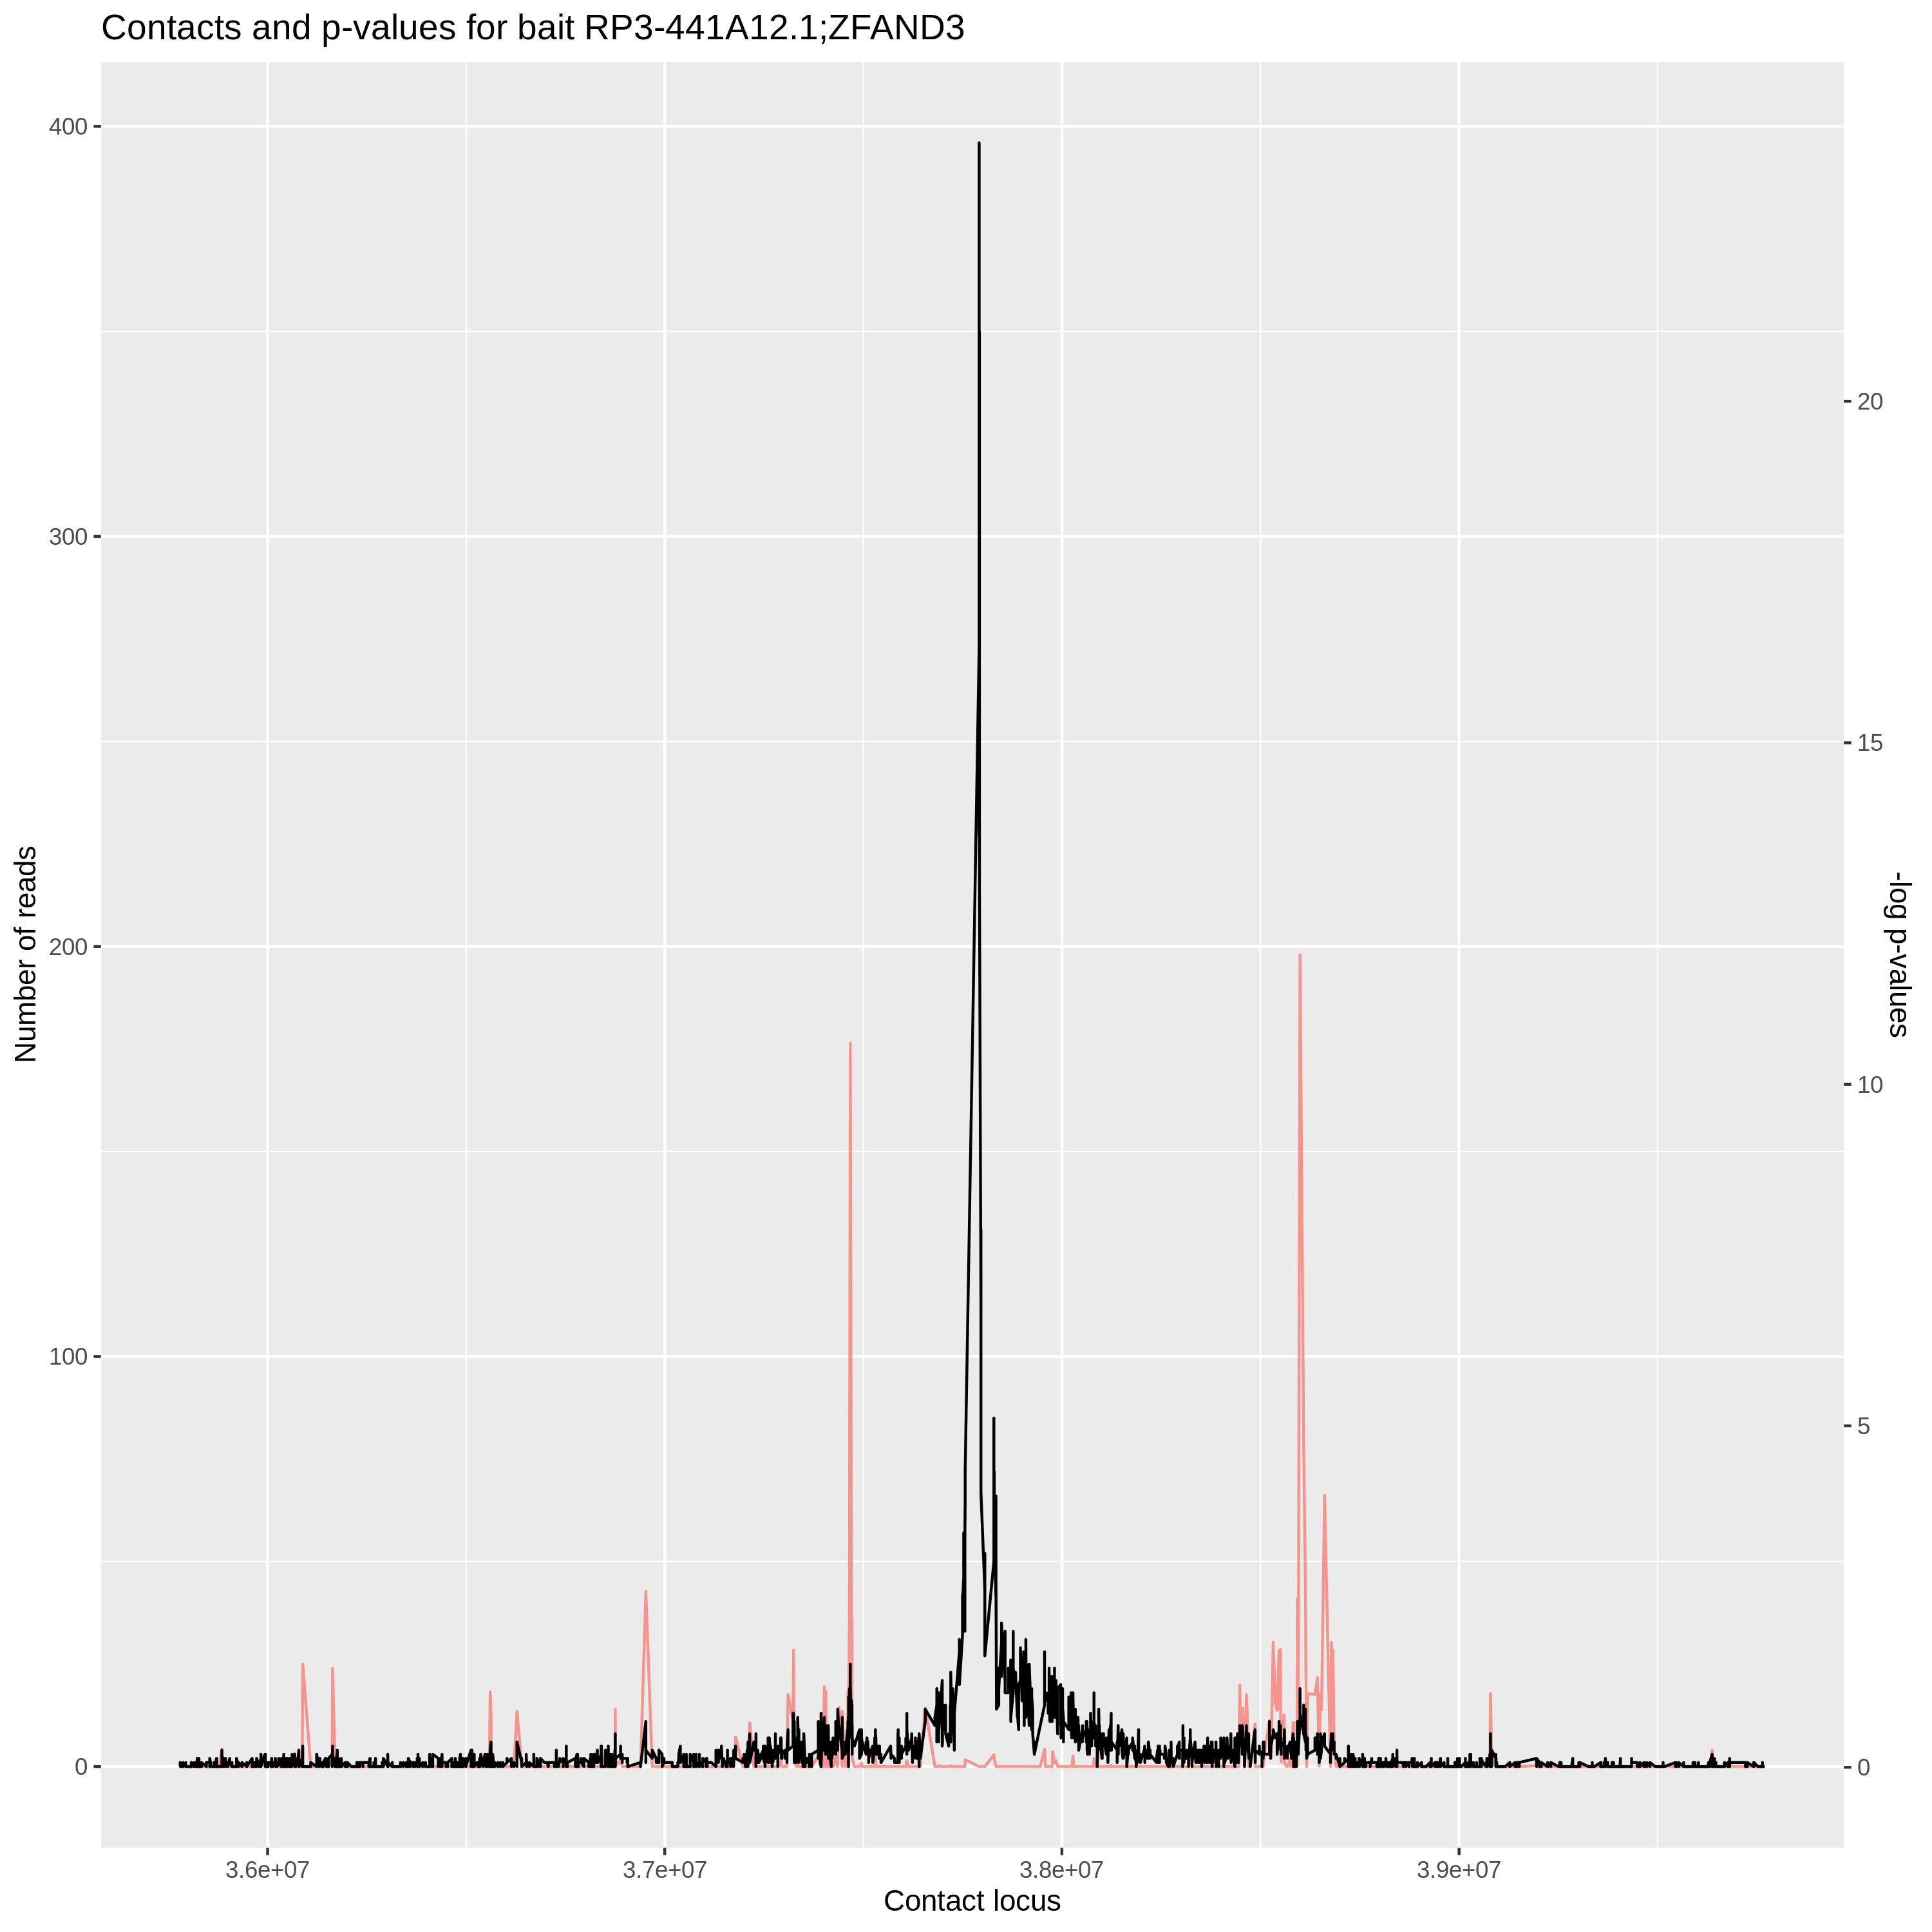 Contacts and p-values for bait RP3-441A12.1;ZFAND3
400
300
200
100
0
Number of reads
20
15
10
5
0
-log p-values
3.6e+07
3.7e+07
3.8e+07
3.9e+07
Contact locus